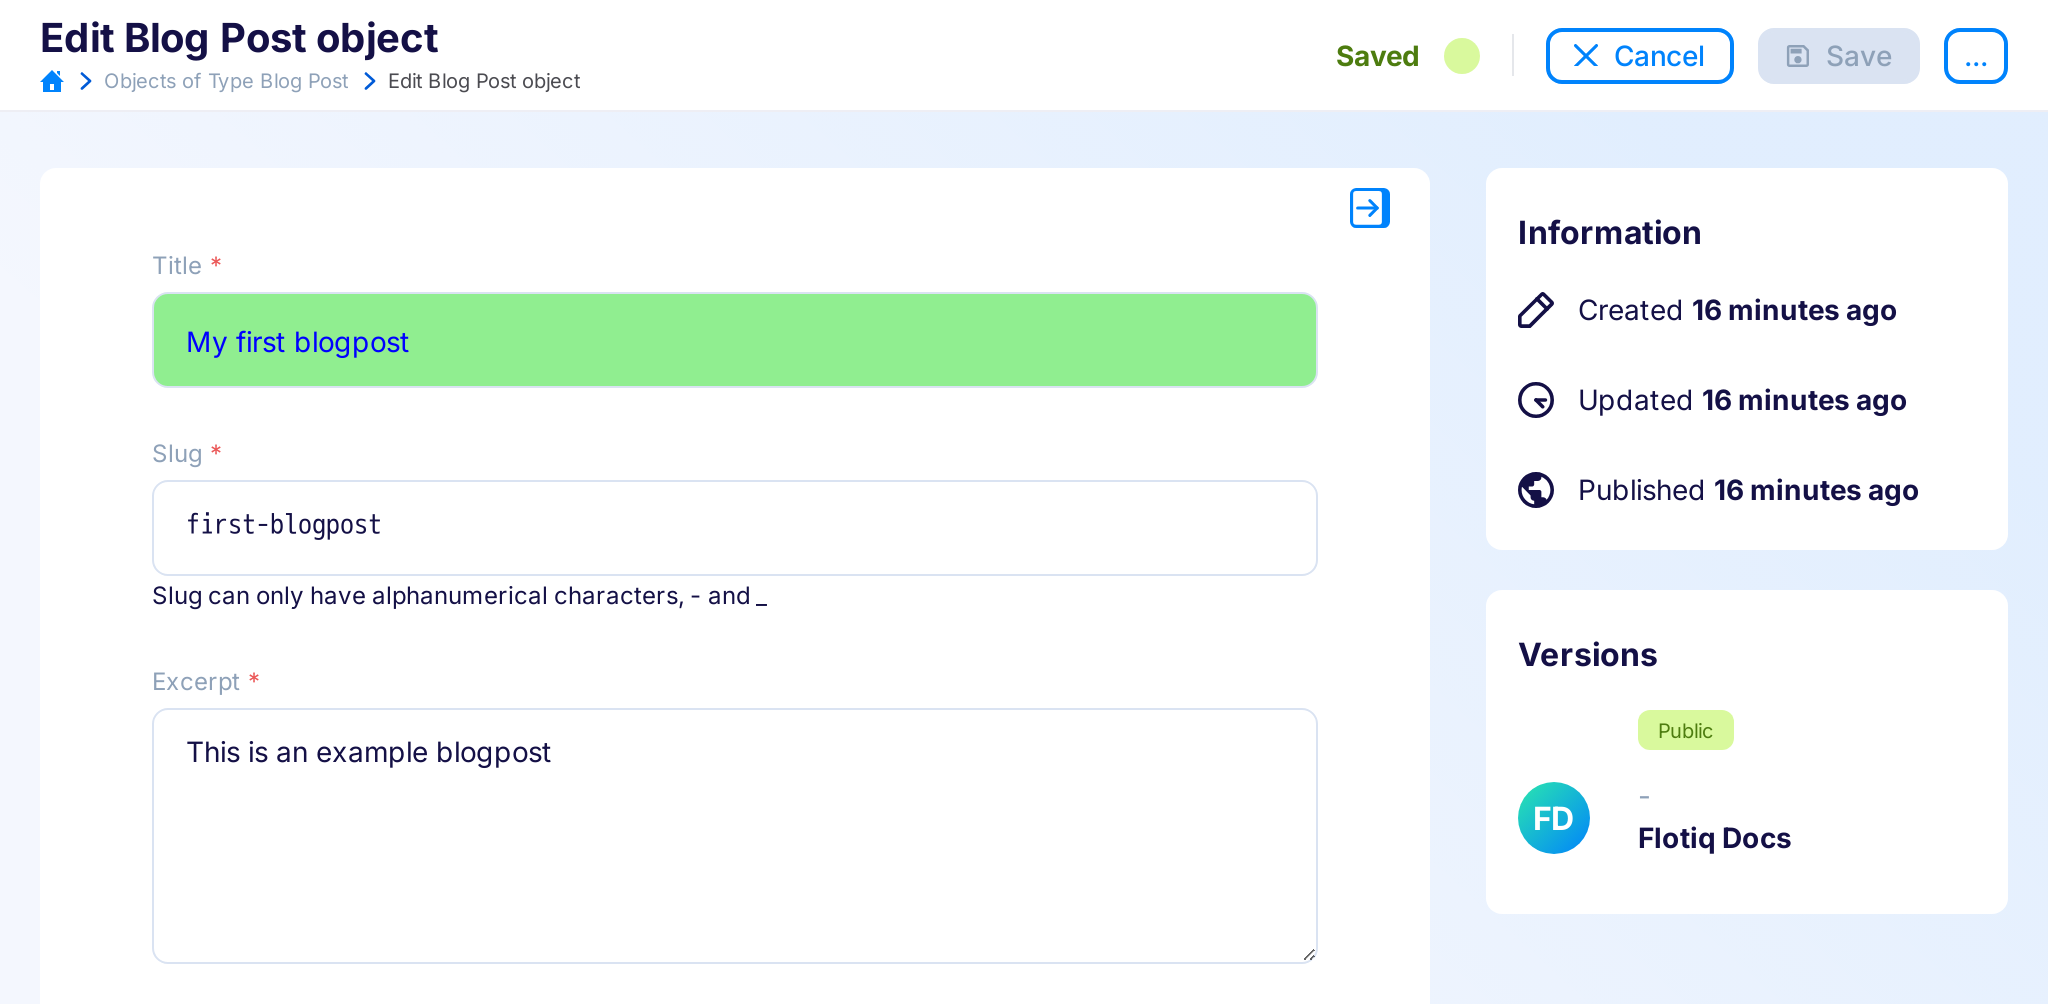 Edit Blog Post object
Objects of Type Blog Post Edit Blog Post object
Saved Cancel Save ...
Title *
My first blogpost
Slug *
first-blogpost
Slug can only have alphanumerical characters, - and _
Excerpt *
This is an example blogpost
Information
Created 16 minutes ago
Updated 16 minutes ago
Published 16 minutes ago
Versions
Public
-
FD
Flotiq Docs